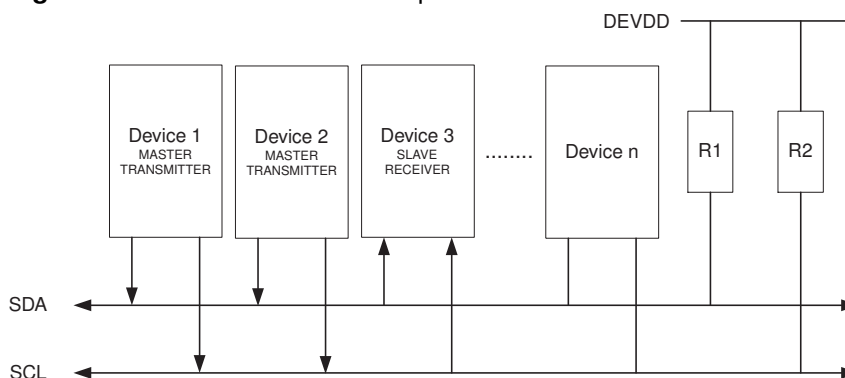 DEVDD
Device 1
MASTER
TRANSMITTER
Device 2
MASTER
TRANSMITTER
Device 3
SLAVE
RECEIVER
........
Device n
R1
R2
SDA
SCL